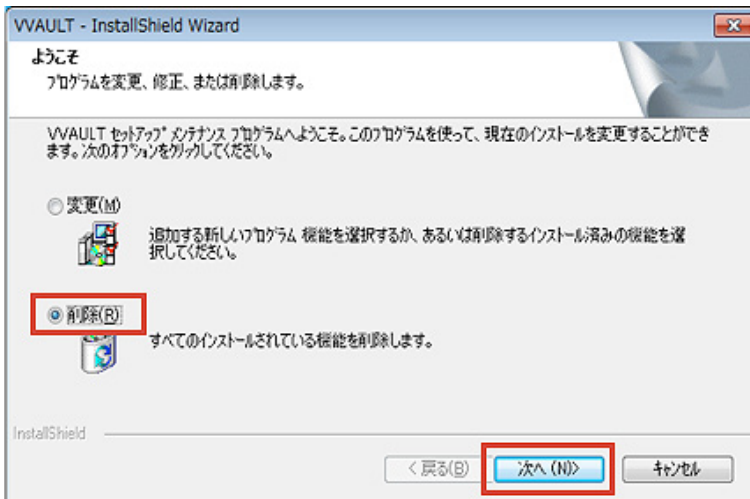 VVAULT - InstallShield Wizard
ようこそ
プログラムを変更、修正、または削除します。
VVAULT セットアップ メンテナンス プログラムへようこそ。このプログラムを使って、現在のインストールを変更することができ
ます。次のオプションをクリックしてください。
変更(M)
追加する新しいプログラム 機能を選択するか、あるいは削除するインストール済みの機能を選
択してください。
削除(R)
すべてのインストールされている機能を削除します。
InstallShield
< 戻る(B)
次へ (N)>
キャンセル